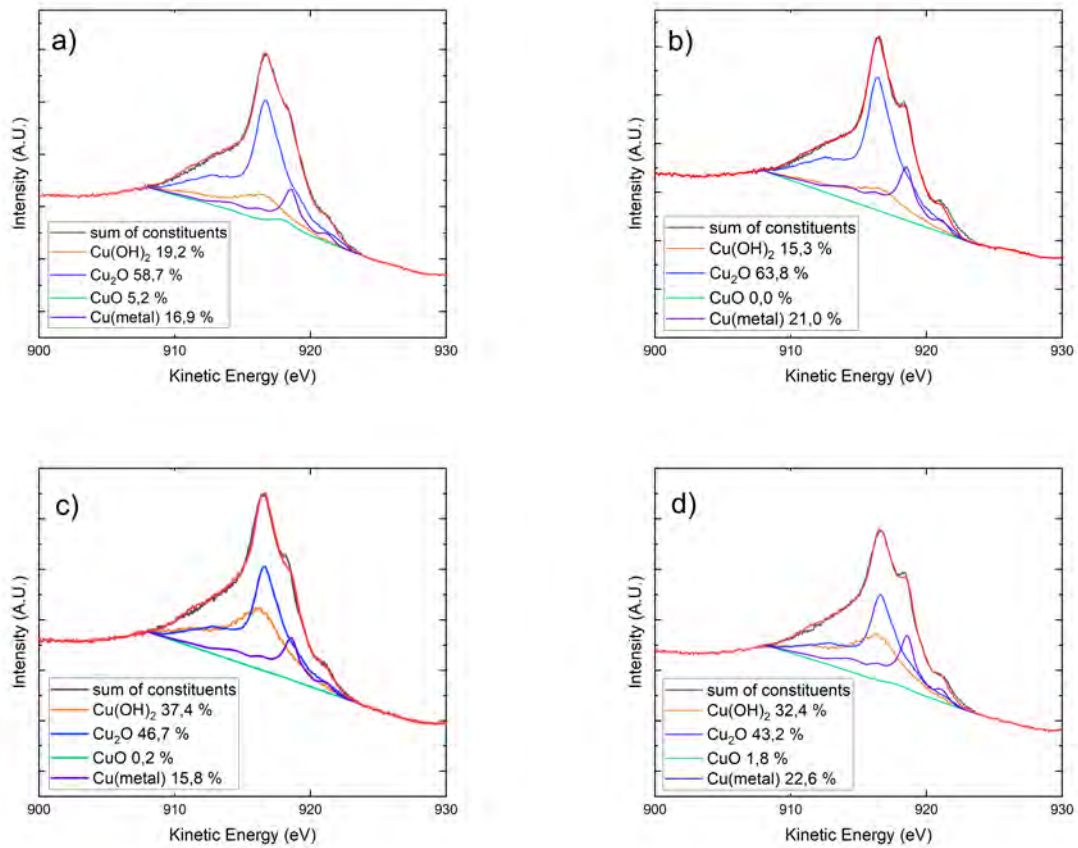 a)
Intensity (A.U.)
sum of constituents
Cu(OH)₂ 19,2 %
Cu₂O 58,7 %
CuO 5,2 %
Cu(metal) 16,9 %
900 910 920 930
Kinetic Energy (eV)
b)
Intensity (A.U.)
sum of constituents
Cu(OH)₂ 15,3 %
Cu₂O 63,8 %
CuO 0,0 %
Cu(metal) 21,0 %
900 910 920 930
Kinetic Energy (eV)
c)
Intensity (A.U.)
sum of constituents
Cu(OH)₂ 37,4 %
Cu₂O 46,7 %
CuO 0,2 %
Cu(metal) 15,8 %
900 910 920 930
Kinetic Energy (eV)
d)
Intensity (A.U.)
sum of constituents
Cu(OH)₂ 32,4 %
Cu₂O 43,2 %
CuO 1,8 %
Cu(metal) 22,6 %
900 910 920 930
Kinetic Energy (eV)